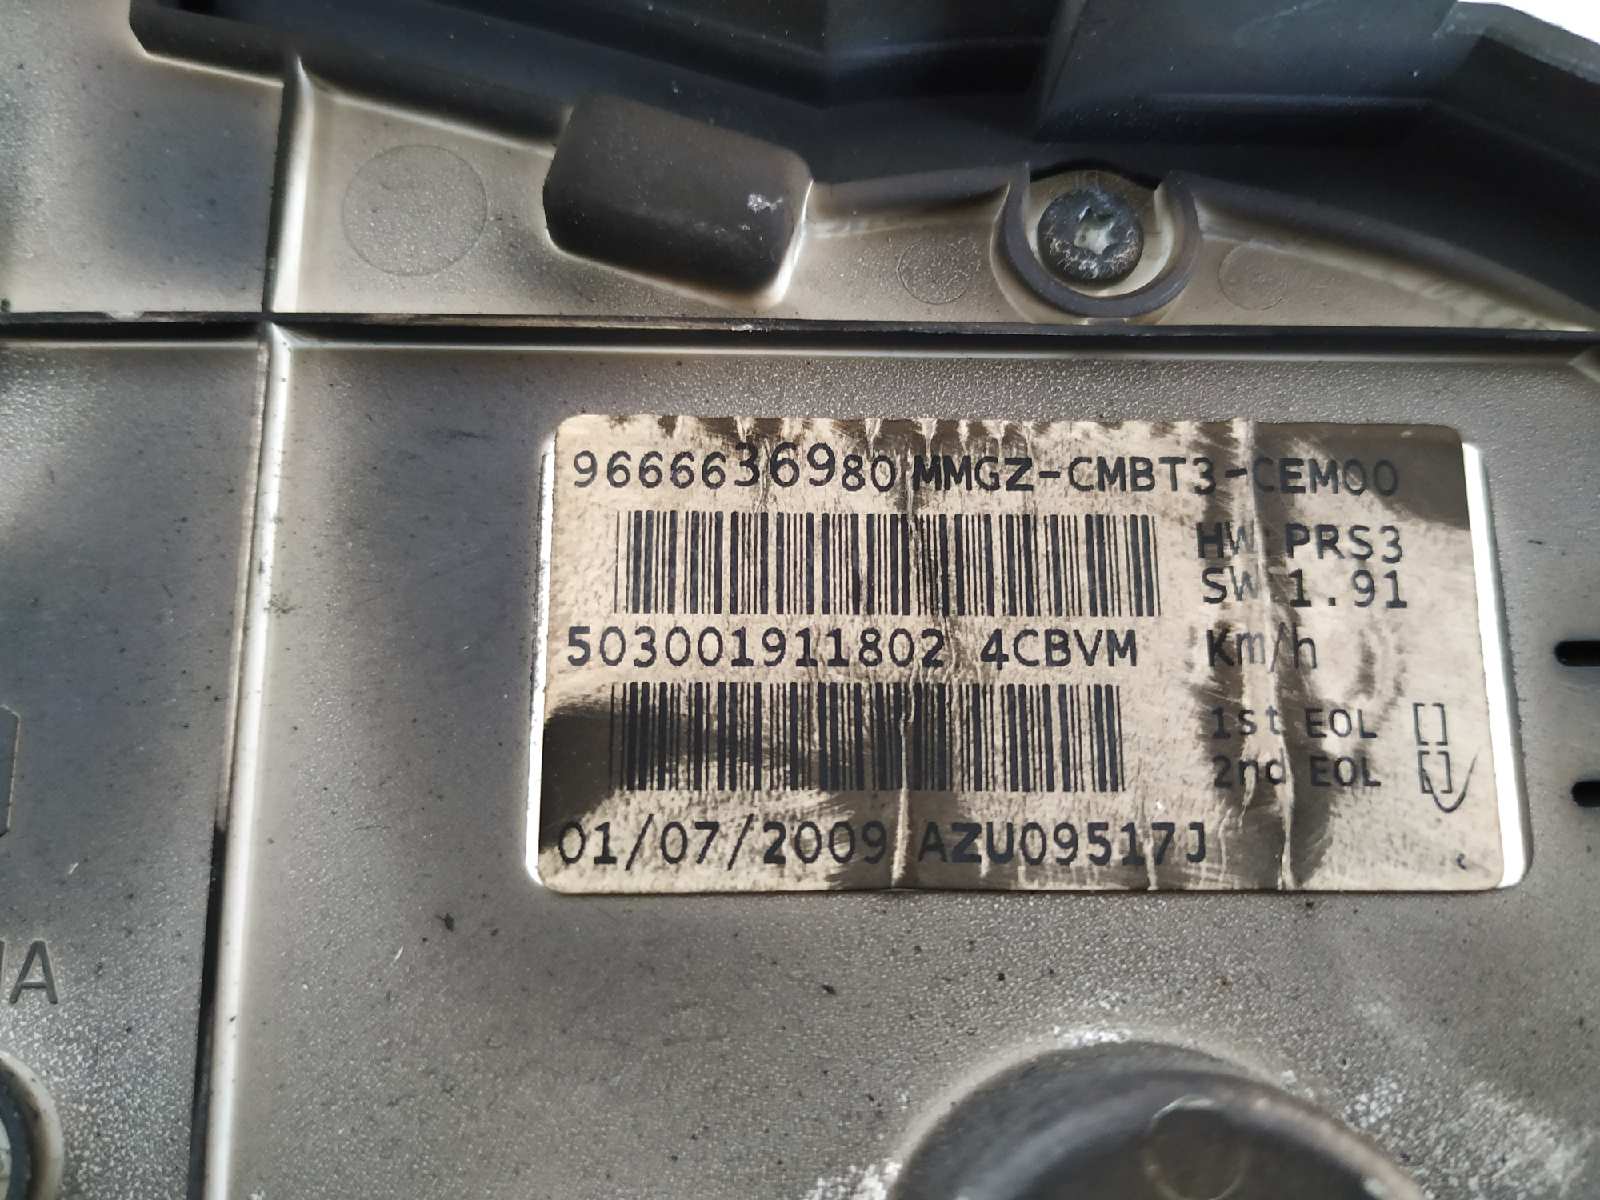 9666636980 MMGZ-CMBT3-CEM00
HW PRS3
SW 1.91
503001911802 4CBVM Km/h
1st EOL []
2nd EOL []
01/07/2009 AZU09517J